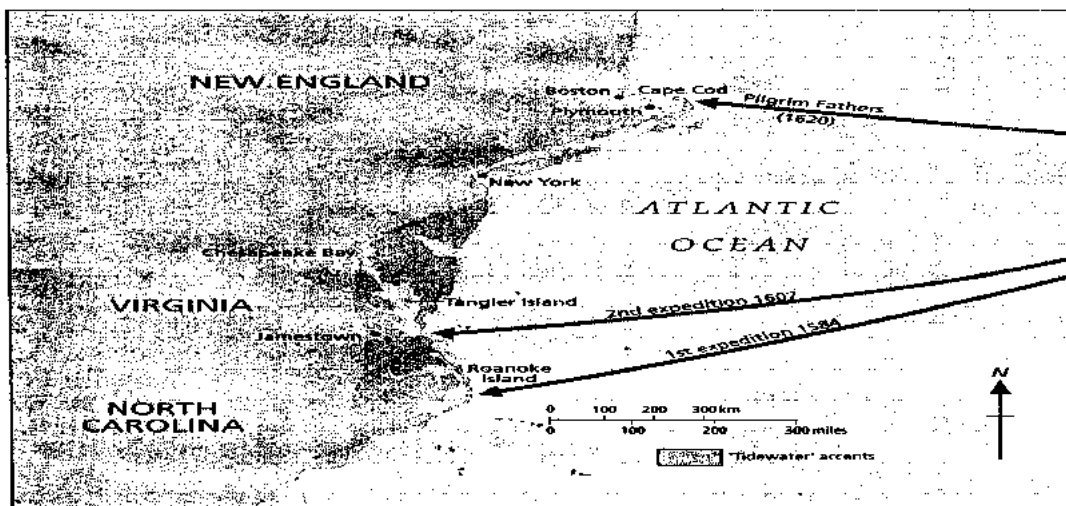 NEW ENGLAND
Boston
Cape Cod
Plymouth
Pilgrim Fathers
(1620)
New York
ATLANTIC
OCEAN
Chesapeake Bay
VIRGINIA
Tangier Island
2nd expedition 1607
Jamestown
1st expedition 1584
Roanoke
Island
N
NORTH
CAROLINA
0 100 200 300 km
0 100 200 300 miles
'Tidewater' accents